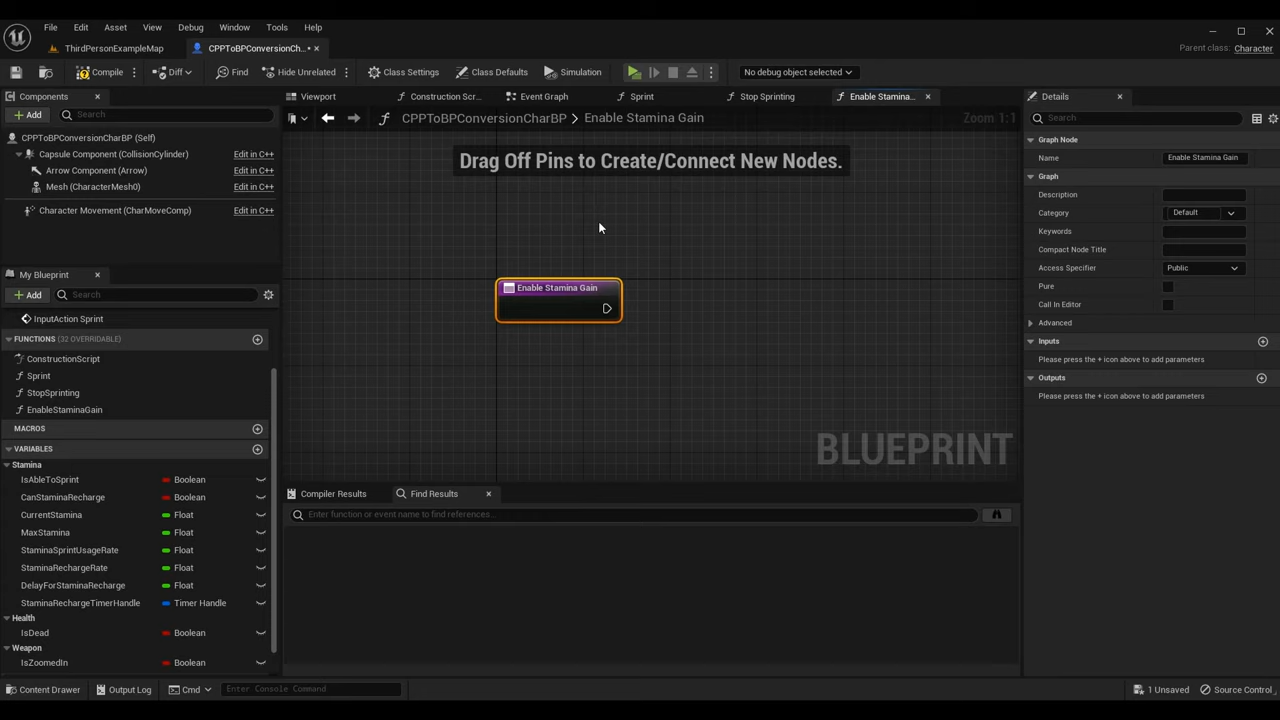 File Edit Asset View Debug Window Tools Help
ThirdPersonExampleMap CPPToBPConversionCh...• Parent class: Character
Compile Diff Find Hide Unrelated Class Settings Class Defaults Simulation No debug object selected
Components Viewport Construction Scr... Event Graph Sprint Stop Sprinting Enable Stamina... Details
Add Search CPPToBPConversionCharBP > Enable Stamina Gain Zoom 1:1 Search
CPPToBPConversionCharBP (Self) Graph Node
Capsule Component (CollisionCylinder) Edit in C++ Drag Off Pins to Create/Connect New Nodes. Name Enable Stamina Gain
Arrow Component (Arrow) Edit in C++ Graph
Mesh (CharacterMesh0) Edit in C++ Description
Character Movement (CharMoveComp) Edit in C++ Category Default
Keywords
Compact Node Title
My Blueprint Access Specifier Public
Add Search Enable Stamina Gain Pure
Call In Editor
InputAction Sprint Advanced
FUNCTIONS (32 OVERRIDABLE) Inputs
ConstructionScript Please press the + icon above to add parameters
Sprint Outputs
StopSprinting Please press the + icon above to add parameters
EnableStaminaGain
MACROS
VARIABLES BLUEPRINT
Stamina
IsAbleToSprint Boolean
CanStaminaRecharge Boolean Compiler Results Find Results
CurrentStamina Float Enter function or event name to find references...
MaxStamina Float
StaminaSprintUsageRate Float
StaminaRechargeRate Float
DelayForStaminaRecharge Float
StaminaRechargeTimerHandle Timer Handle
Health
IsDead Boolean
Weapon
IsZoomedIn Boolean
Content Drawer Output Log Cmd Enter Console Command 1 Unsaved Source Control